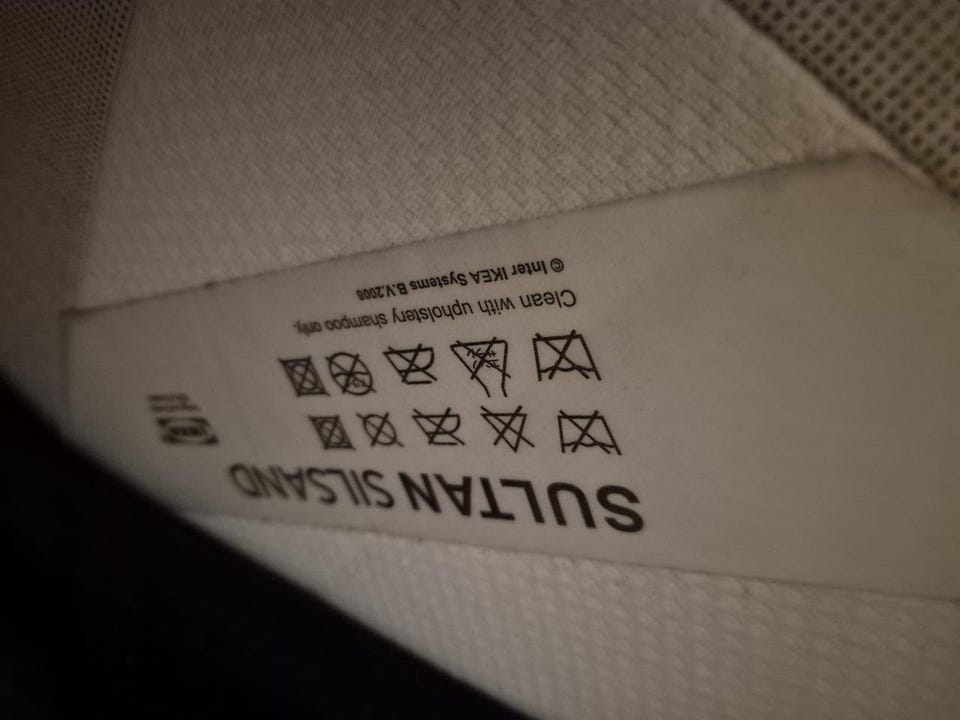 SULTAN SILSAND
Clean with upholstery shampoo only.
© Inter IKEA Systems B.V.2008